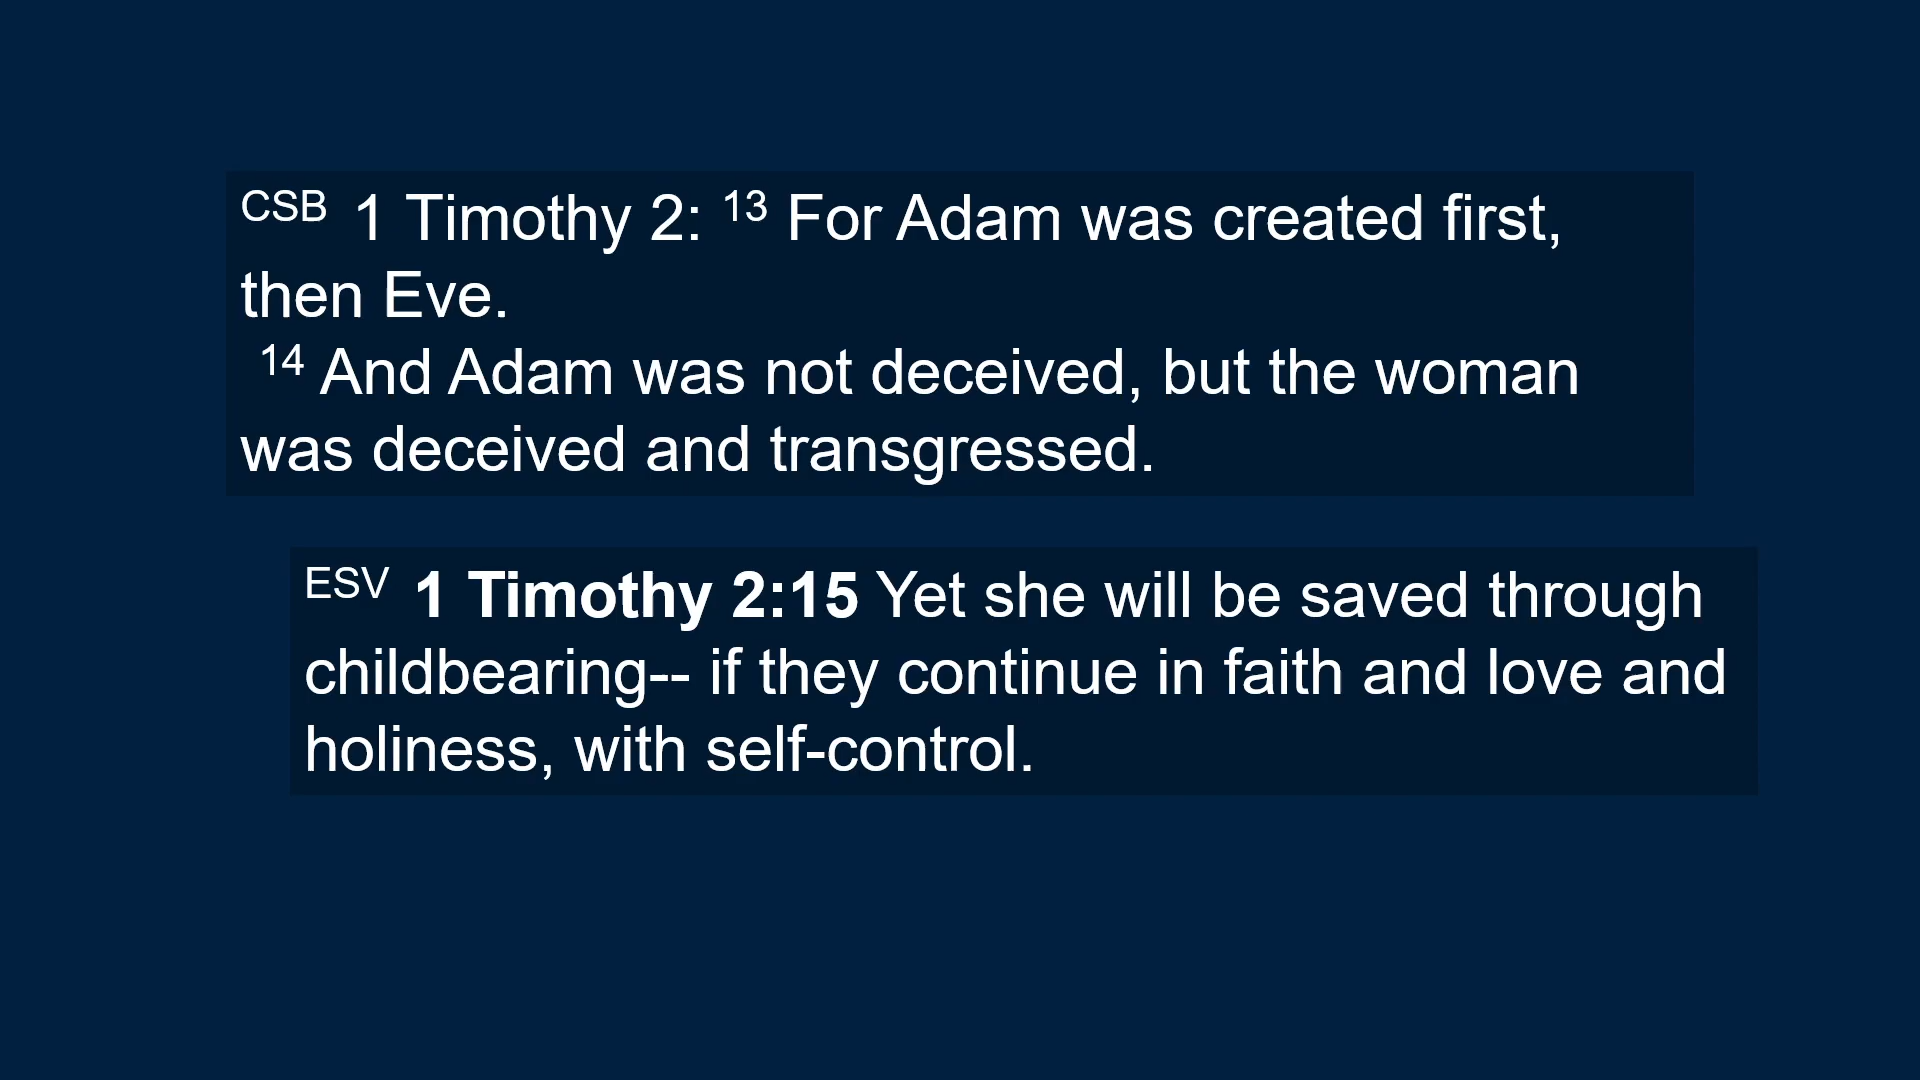 CSB 1 Timothy 2: 13 For Adam was created first,
then Eve.
14 And Adam was not deceived, but the woman
was deceived and transgressed.
ESV 1 Timothy 2:15 Yet she will be saved through
childbearing-- if they continue in faith and love and
holiness, with self-control.